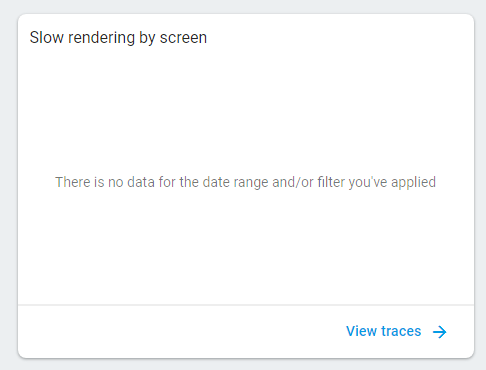 Slow rendering by screen
There is no data for the date range and/or filter you've applied
View traces